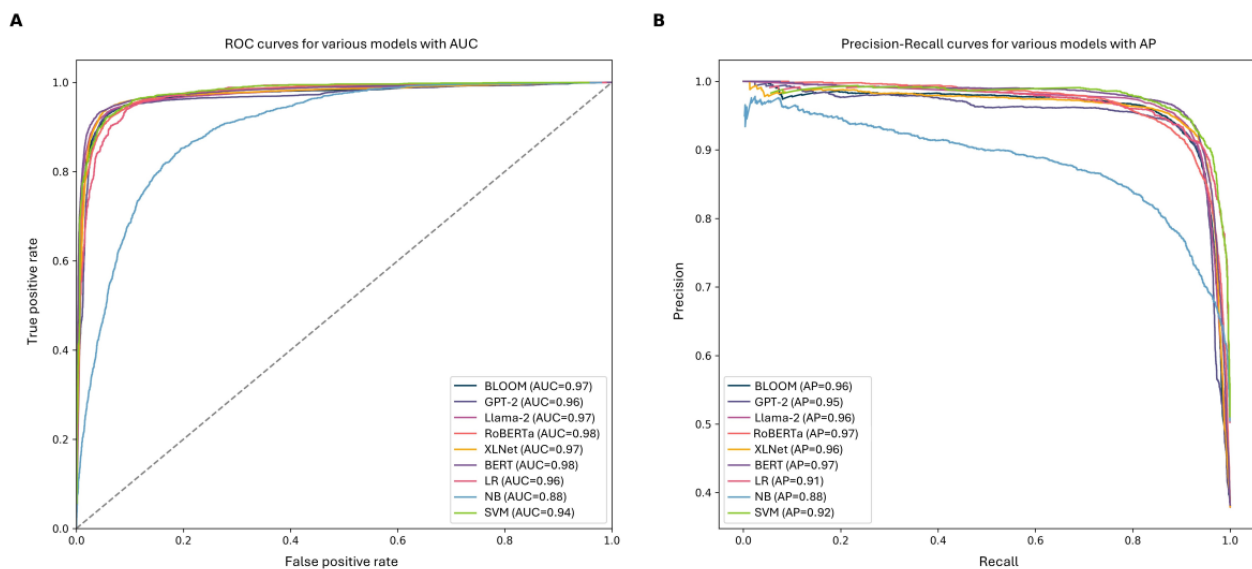 A
ROC curves for various models with AUC
1.0
0.8
0.6
0.4
0.2
0.0
True positive rate
0.0 0.2 0.4 0.6 0.8 1.0
False positive rate
BLOOM (AUC=0.97)
GPT-2 (AUC=0.96)
Llama-2 (AUC=0.97)
RoBERTa (AUC=0.98)
XLNet (AUC=0.97)
BERT (AUC=0.98)
LR (AUC=0.96)
NB (AUC=0.88)
SVM (AUC=0.94)
B
Precision-Recall curves for various models with AP
1.0
0.9
0.8
0.7
0.6
0.5
0.4
Precision
0.0 0.2 0.4 0.6 0.8 1.0
Recall
BLOOM (AP=0.96)
GPT-2 (AP=0.95)
Llama-2 (AP=0.96)
RoBERTa (AP=0.97)
XLNet (AP=0.96)
BERT (AP=0.97)
LR (AP=0.91)
NB (AP=0.88)
SVM (AP=0.92)